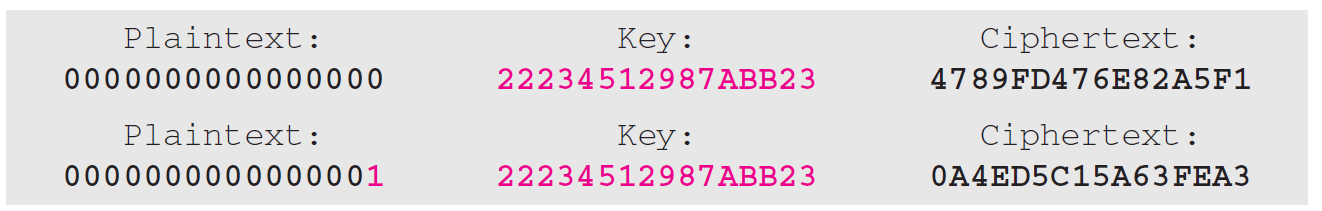 Plaintext: Key: Ciphertext:
0000000000000000 22234512987ABB23 4789FD476E82A5F1
Plaintext: Key: Ciphertext:
0000000000000001 22234512987ABB23 0A4ED5C15A63FEA3